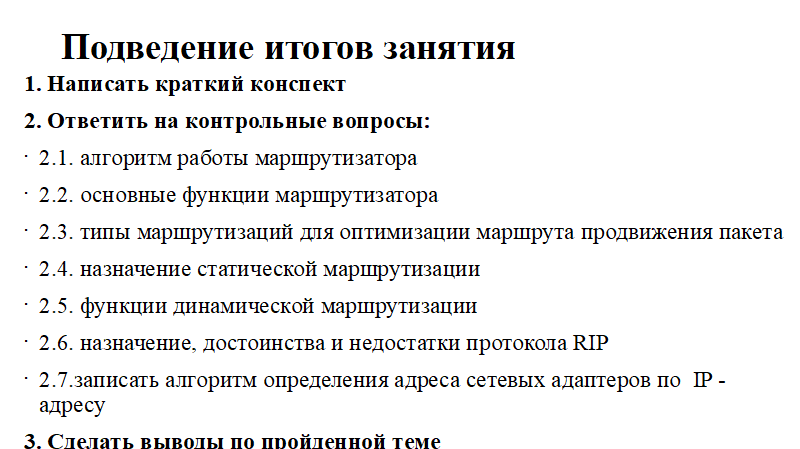 Подведение итогов занятия
1. Написать краткий конспект
2. Ответить на контрольные вопросы:
· 2.1. алгоритм работы маршрутизатора
· 2.2. основные функции маршрутизатора
· 2.3. типы маршрутизаций для оптимизации маршрута продвижения пакета
· 2.4. назначение статической маршрутизации
· 2.5. функции динамической маршрутизации
· 2.6. назначение, достоинства и недостатки протокола RIP
· 2.7.записать алгоритм определения адреса сетевых адаптеров по  IP -
адресу
3. Сделать выводы по пройденной теме